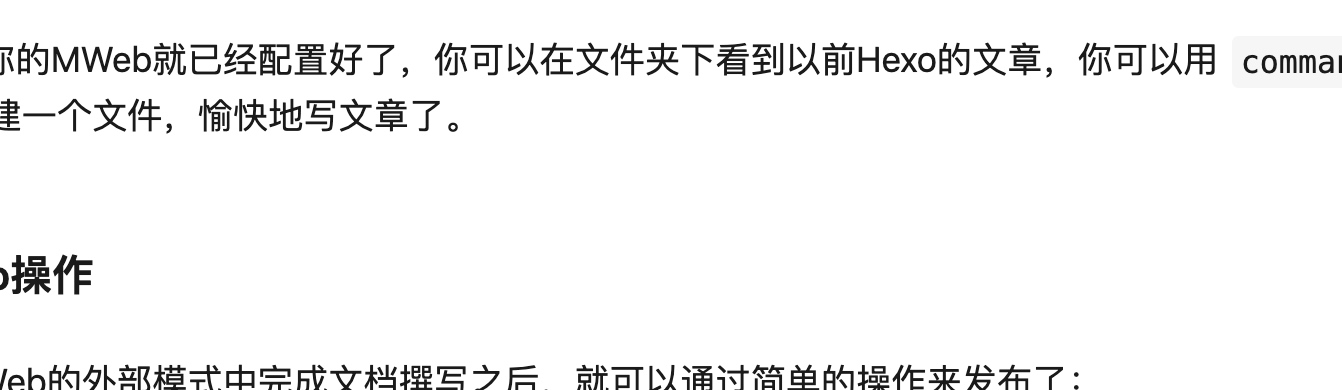 你的MWeb就已经配置好了，你可以在文件夹下看到以前Hexo的文章，你可以用 comman
建一个文件，愉快地写文章了。
o操作
Web的外部模式中完成文档撰写之后，就可以通过简单的操作来发布了：